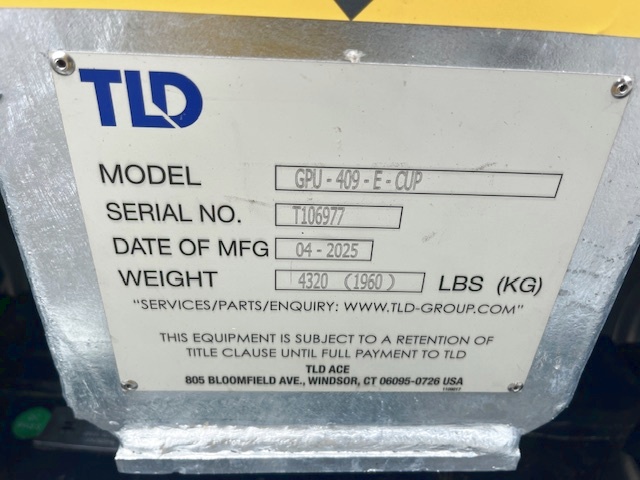 TLD
MODEL GPU - 409 - E - CUP
SERIAL NO. T106977
DATE OF MFG 04 - 2025
WEIGHT 4320 (1960) LBS (KG)
"SERVICES/PARTS/ENQUIRY: WWW.TLD-GROUP.COM"
THIS EQUIPMENT IS SUBJECT TO A RETENTION OF
TITLE CLAUSE UNTIL FULL PAYMENT TO TLD
TLD ACE
805 BLOOMFIELD AVE., WINDSOR, CT 06095-0726 USA